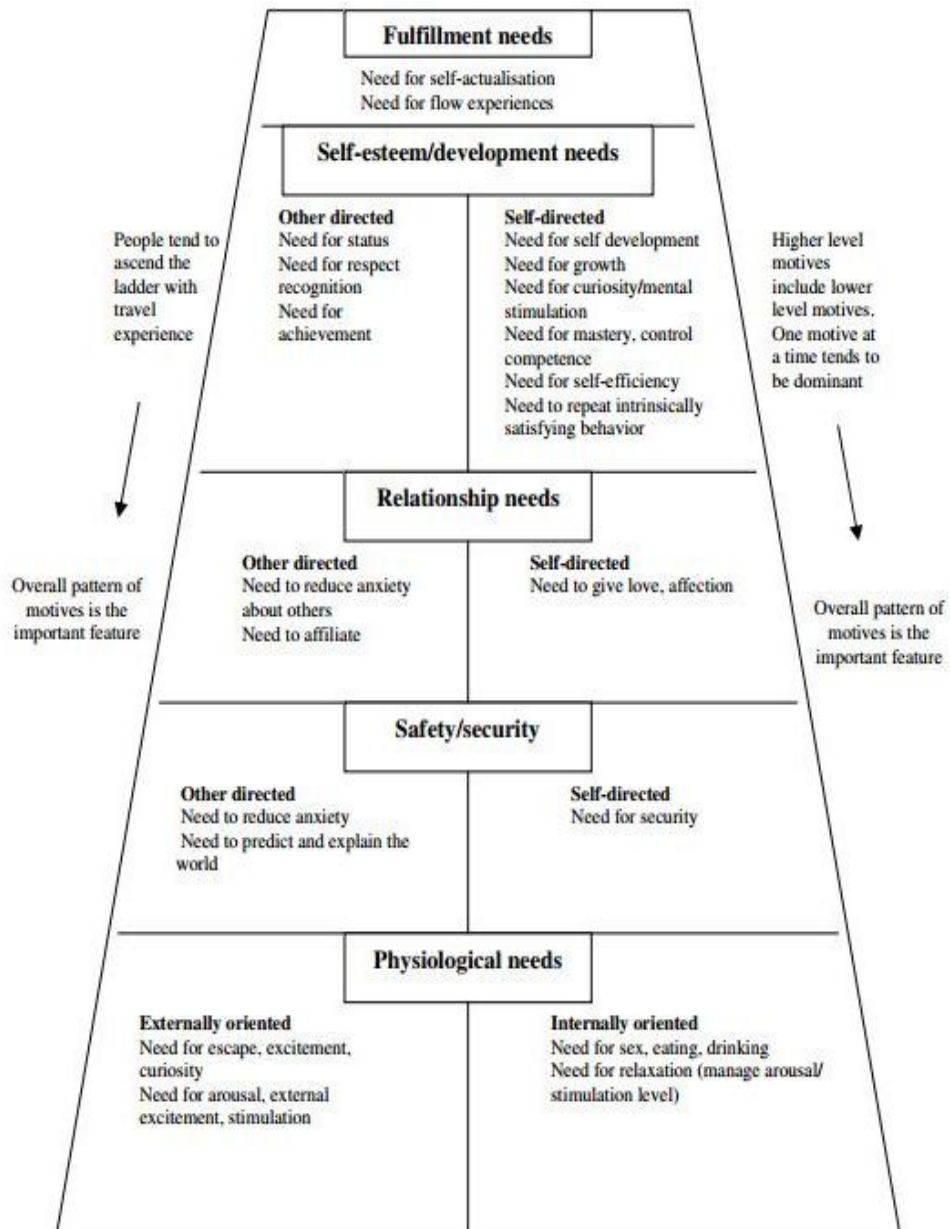 Fulfillment needs
Need for self-actualisation
Need for flow experiences
Self-esteem/development needs
Other directed
Need for status
Need for respect
recognition
Need for
achievement
Self-directed
Need for self development
Need for growth
Need for curiosity/mental
stimulation
Need for mastery, control
competence
Need for self-efficiency
Need to repeat intrinsically
satisfying behavior
People tend to
ascend the
ladder with
travel
experience
Higher level
motives
include lower
level motives.
One motive at
a time tends to
be dominant
Relationship needs
Other directed
Need to reduce anxiety
about others
Need to affiliate
Self-directed
Need to give love, affection
Overall pattern of
motives is the
important feature
Overall pattern of
motives is the
important feature
Safety/security
Other directed
Need to reduce anxiety
Need to predict and explain the
world
Self-directed
Need for security
Physiological needs
Externally oriented
Need for escape, excitement,
curiosity
Need for arousal, external
excitement, stimulation
Internally oriented
Need for sex, eating, drinking
Need for relaxation (manage arousal/
stimulation level)